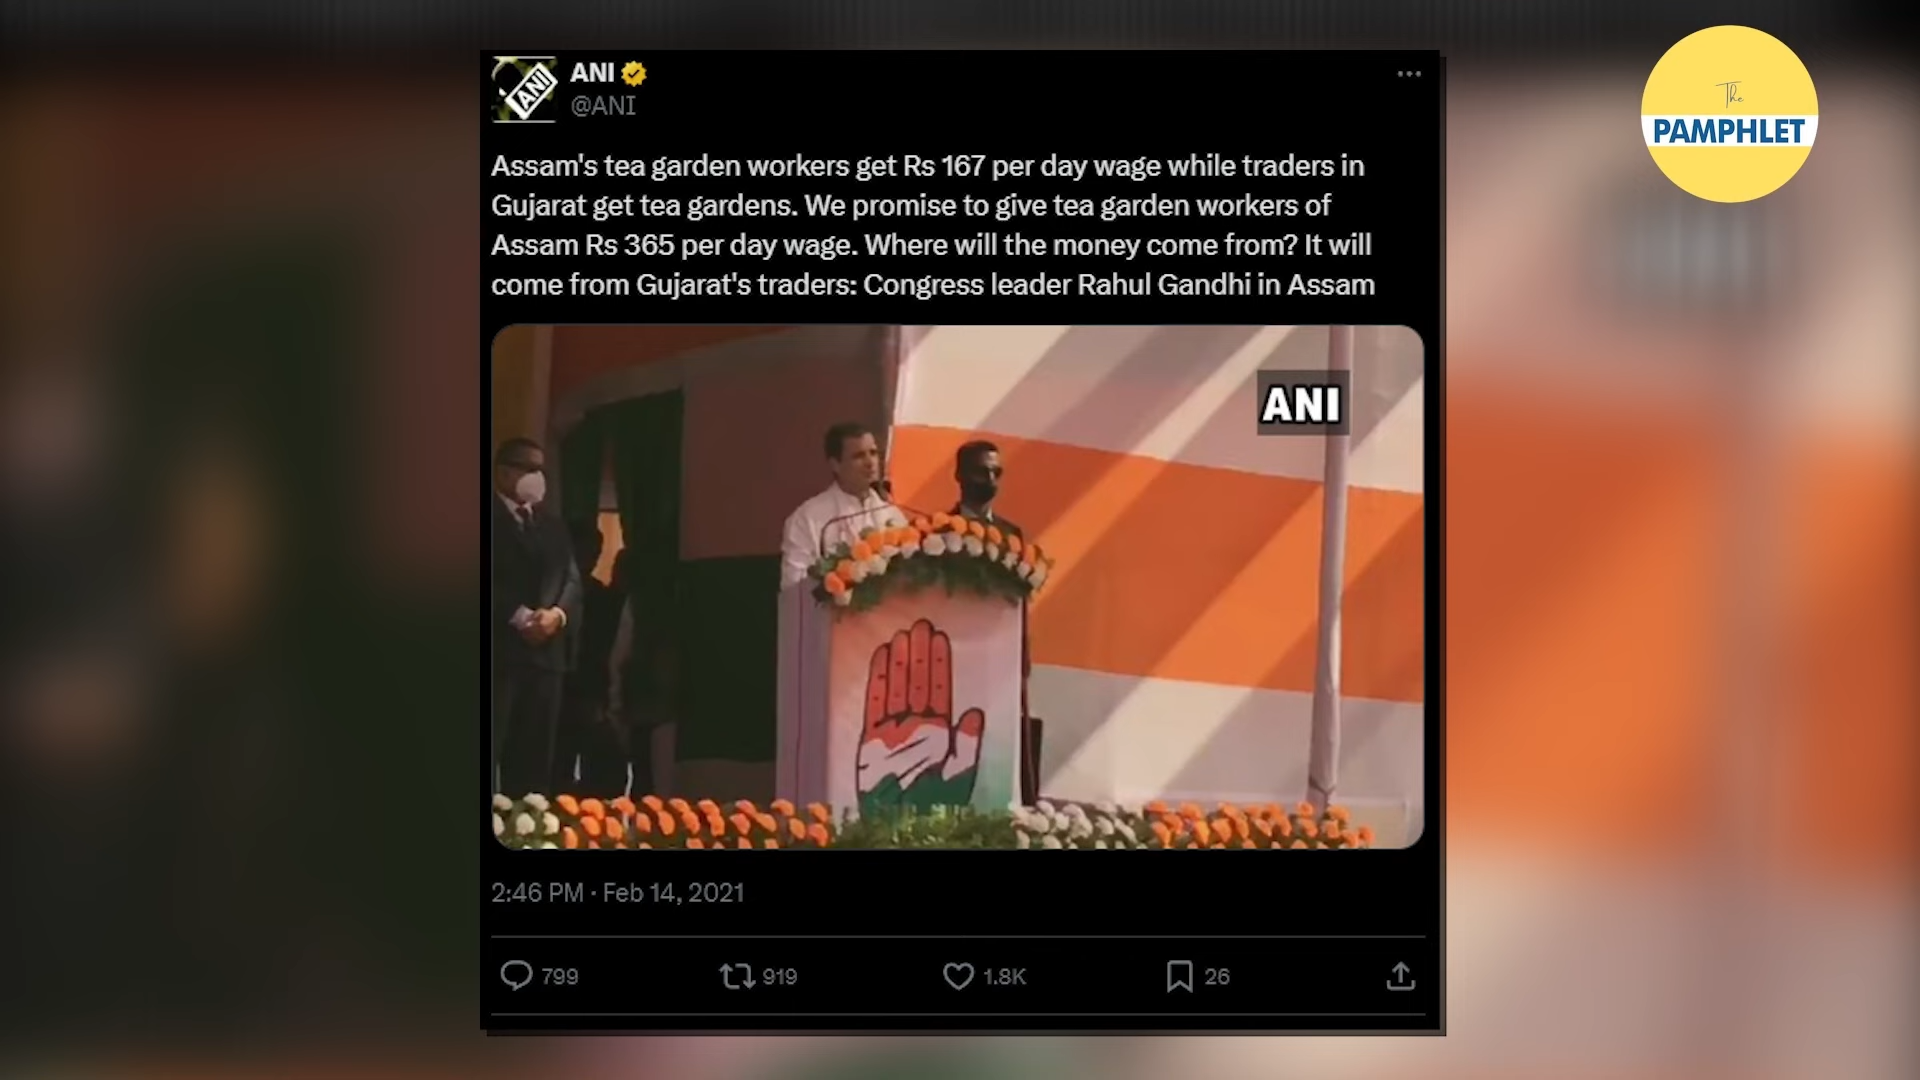 ANI
@ANI
ANI
The
PAMPHLET
Assam's tea garden workers get Rs 167 per day wage while traders in
Gujarat get tea gardens. We promise to give tea garden workers of
Assam Rs 365 per day wage. Where will the money come from? It will
come from Gujarat's traders: Congress leader Rahul Gandhi in Assam
ANI
2:46 PM · Feb 14, 2021
799
919
1.8K
26